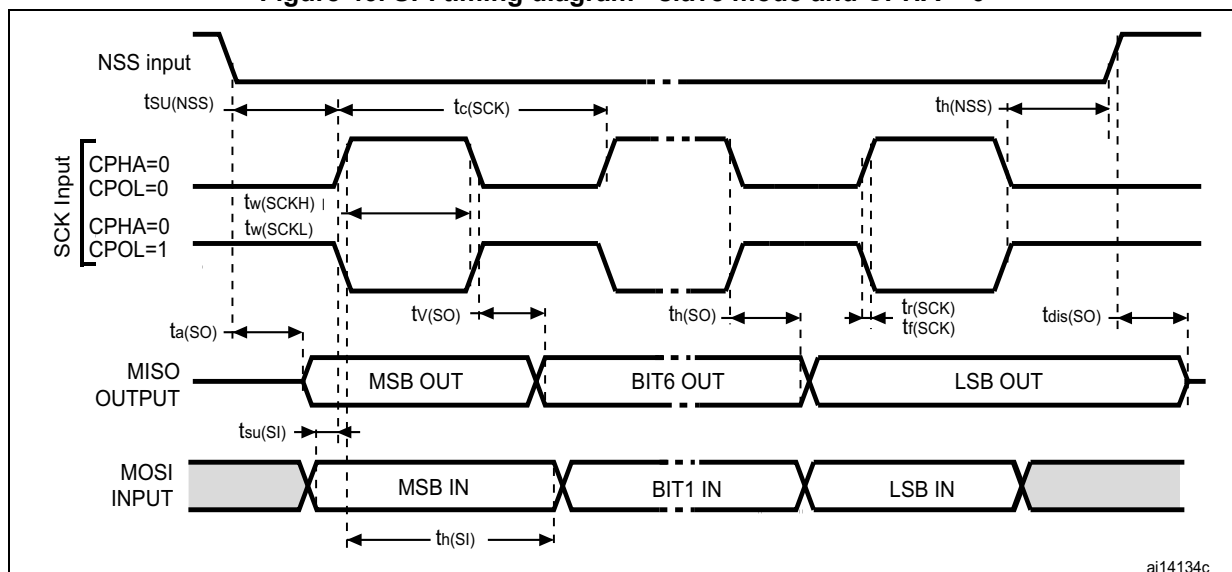 NSS input
tSU(NSS)
tc(SCK)
th(NSS)
SCK Input
CPHA=0
CPOL=0
tw(SCKH)
CPHA=0
CPOL=1
tw(SCKL)
ta(SO)
tV(SO)
th(SO)
tr(SCK)
tf(SCK)
tdis(SO)
MISO
OUTPUT
MSB OUT
BIT6 OUT
LSB OUT
tsu(SI)
MOSI
INPUT
MSB IN
BIT1 IN
LSB IN
th(SI)
ai14134c